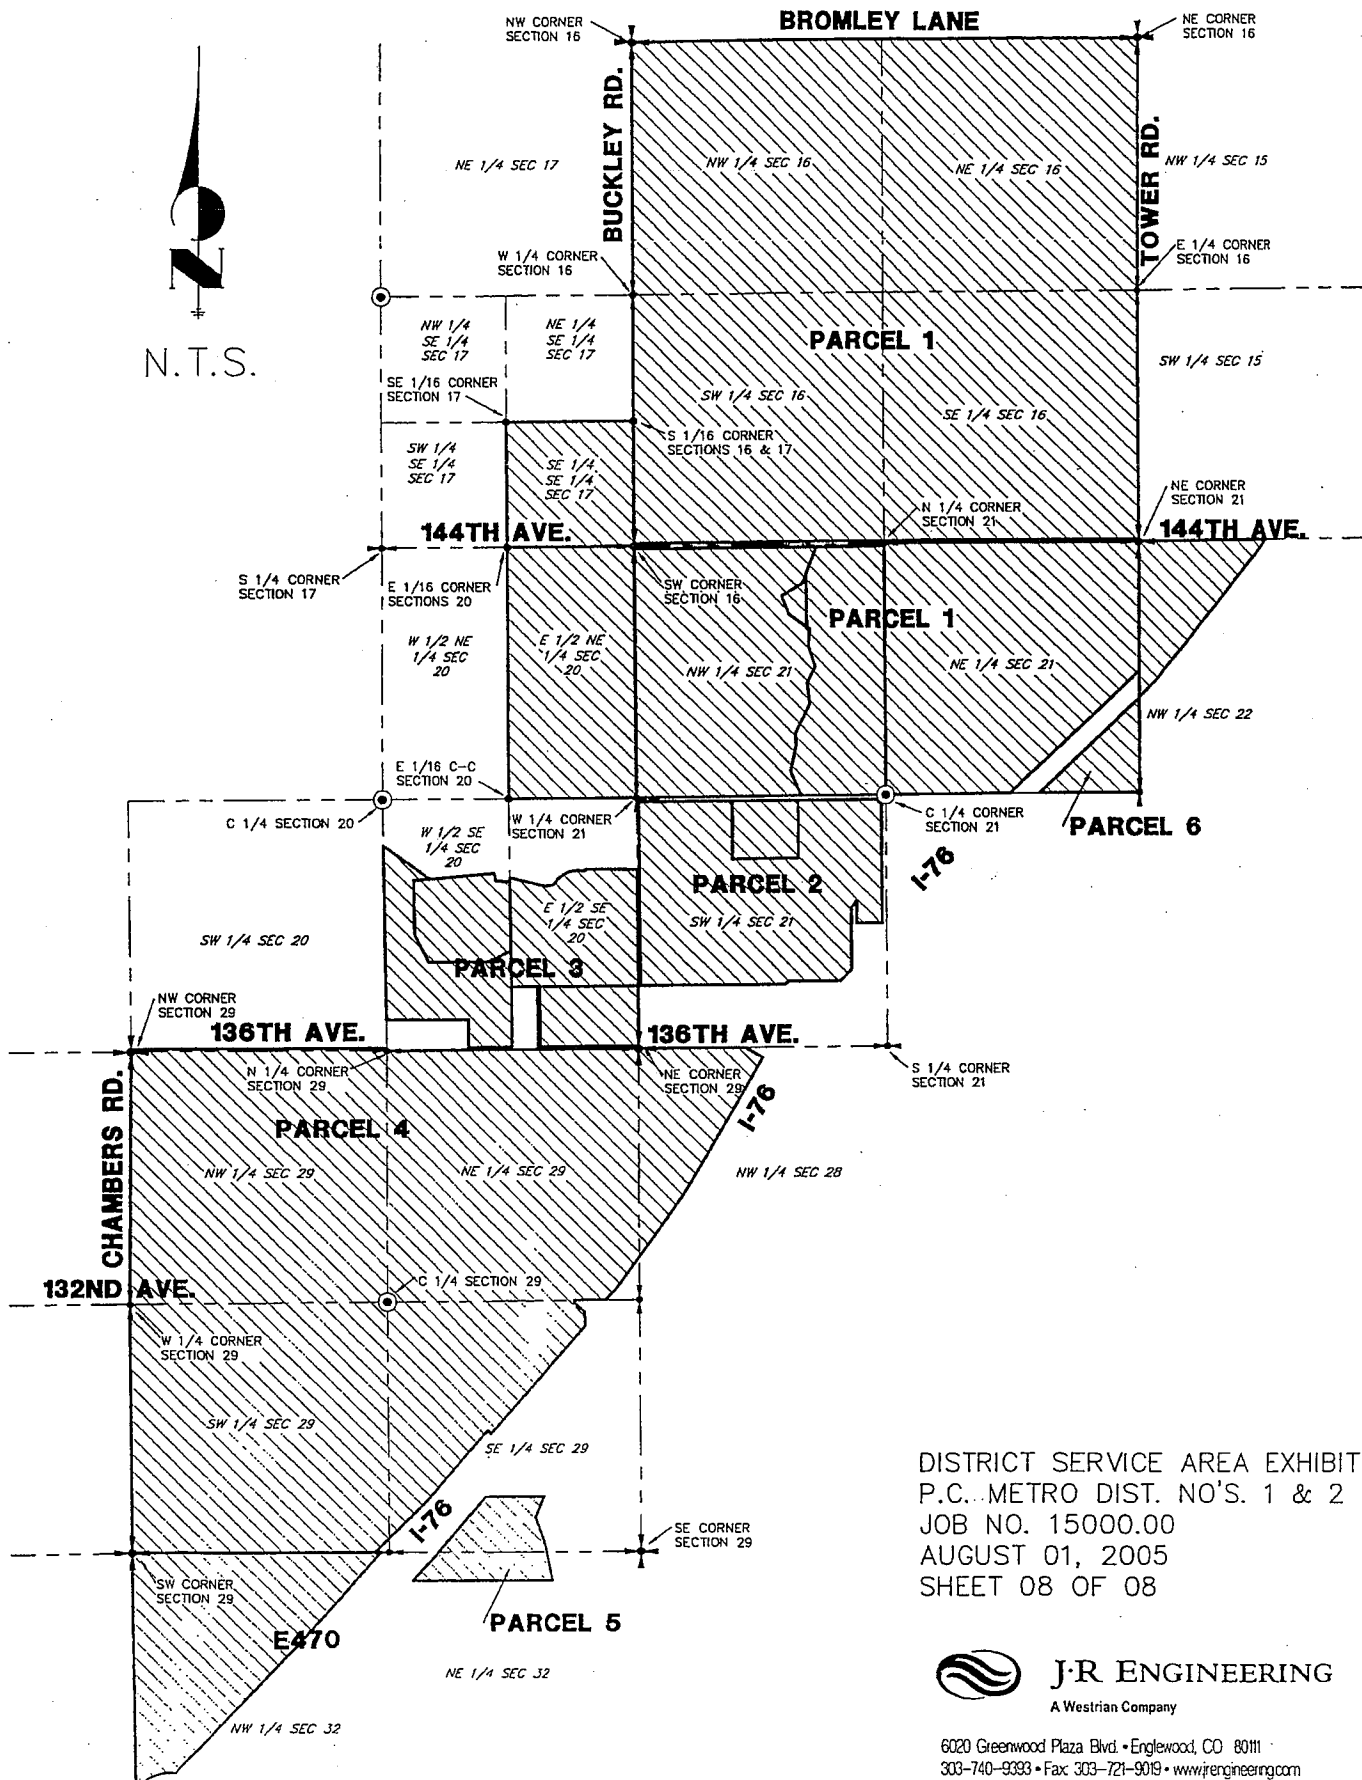 NW CORNER
SECTION 16
BROMLEY LANE
NE CORNER
SECTION 16
BUCKLEY RD.
TOWER RD.
NE 1/4 SEC 17
NW 1/4 SEC 16
NE 1/4 SEC 16
NW 1/4 SEC 15
N
N.T.S.
W 1/4 CORNER
SECTION 16
E 1/4 CORNER
SECTION 16
NW 1/4
SE 1/4
SEC 17
NE 1/4
SE 1/4
SEC 17
PARCEL 1
SW 1/4 SEC 15
SE 1/16 CORNER
SECTION 17
SW 1/4 SEC 16
SE 1/4 SEC 16
S 1/16 CORNER
SECTIONS 16 & 17
SW 1/4
SE 1/4
SEC 17
SE 1/4
SE 1/4
SEC 17
NE CORNER
SECTION 21
N 1/4 CORNER
SECTION 21
144TH AVE.
144TH AVE.
S 1/4 CORNER
SECTION 17
E 1/16 CORNER
SECTIONS 20
SW CORNER
SECTION 16
PARCEL 1
W 1/2 NE
1/4 SEC
20
E 1/2 NE
1/4 SEC
20
NW 1/4 SEC 21
NE 1/4 SEC 21
NW 1/4 SEC 22
E 1/16 C-C
SECTION 20
C 1/4 SECTION 20
W 1/4 CORNER
SECTION 21
C 1/4 CORNER
SECTION 21
PARCEL 6
W 1/2 SE
1/4 SEC
20
I-76
PARCEL 2
E 1/2 SE
1/4 SEC
20
SW 1/4 SEC 21
SW 1/4 SEC 20
PARCEL 3
NW CORNER
SECTION 29
136TH AVE.
136TH AVE.
N 1/4 CORNER
SECTION 29
NE CORNER
SECTION 29
S 1/4 CORNER
SECTION 21
CHAMBERS RD.
I-76
PARCEL 4
NW 1/4 SEC 29
NE 1/4 SEC 29
NW 1/4 SEC 28
132ND AVE.
C 1/4 SECTION 29
W 1/4 CORNER
SECTION 29
SW 1/4 SEC 29
SE 1/4 SEC 29
I-76
SE CORNER
SECTION 29
SW CORNER
SECTION 29
PARCEL 5
E470
NE 1/4 SEC 32
NW 1/4 SEC 32
DISTRICT SERVICE AREA EXHIBIT
P.C. METRO DIST. NO'S. 1 & 2
JOB NO. 15000.00
AUGUST 01, 2005
SHEET 08 OF 08
J·R ENGINEERING
A Westrian Company
6020 Greenwood Plaza Blvd. • Englewood, CO 80111
303-740-9393 • Fax: 303-721-9019 • www.jrengineering.com